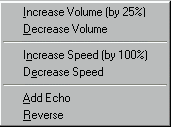 Increase Volume (by 25%)
Decrease Volume
Increase Speed (by 100%)
Decrease Speed
Add Echo
Reverse